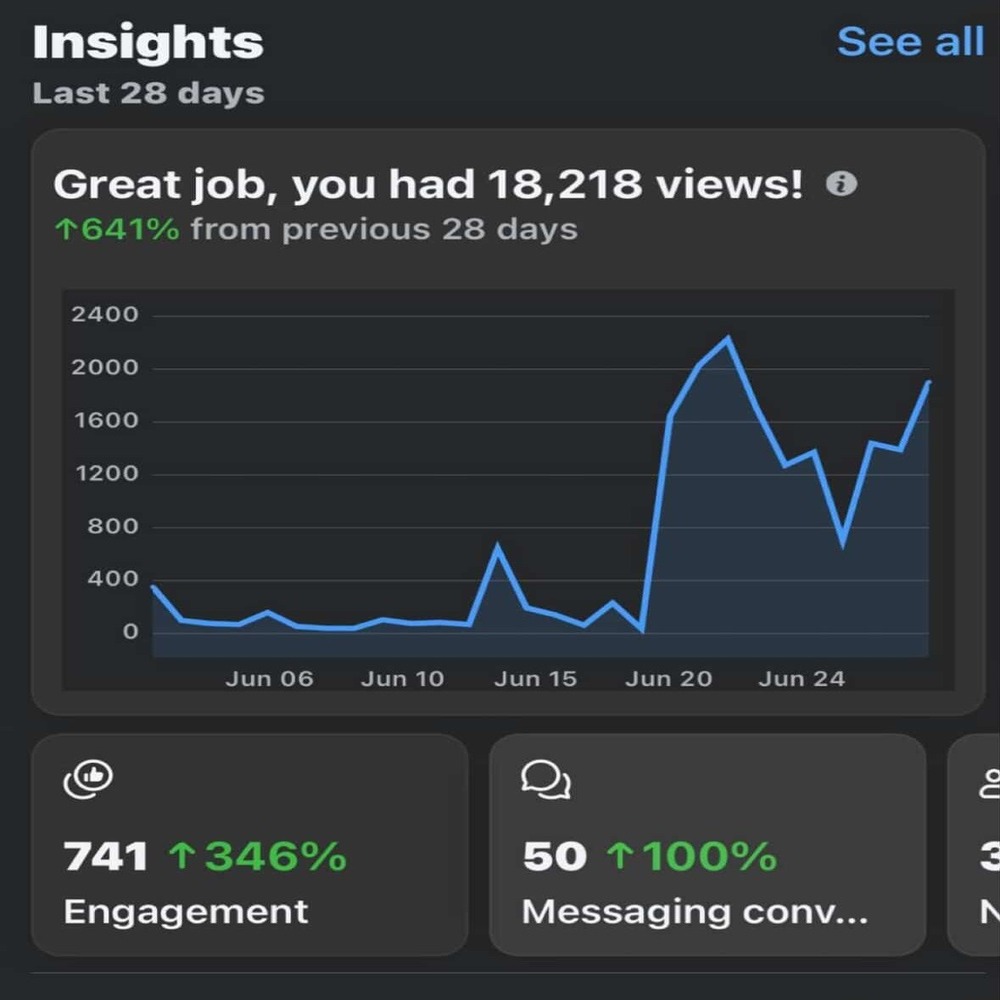 Insights
See all
Last 28 days
Great job, you had 18,218 views!
↑641% from previous 28 days
2400
2000
1600
1200
800
400
0
Jun 06 Jun 10 Jun 15 Jun 20 Jun 24
741 ↑346%
Engagement
50 ↑100%
Messaging conv...
3
N